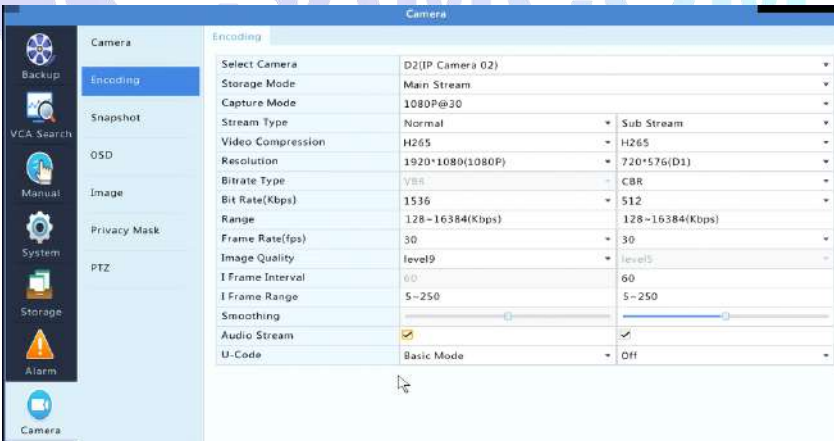 Camera
Backup
VCA Search
Manual
System
Storage
Alarm
Camera
Camera
Encoding
Snapshot
OSD
Image
Privacy Mask
PTZ
Encoding
Select Camera D2(IP Camera 02)
Storage Mode Main Stream
Capture Mode 1080P@30
Stream Type Normal Sub Stream
Video Compression H265 H265
Resolution 1920*1080(1080P) 720*576(D1)
Bitrate Type VBR CBR
Bit Rate(Kbps) 1536 512
Range 128~16384(Kbps) 128~16384(Kbps)
Frame Rate(fps) 30 30
Image Quality level9 level5
I Frame Interval 60 60
I Frame Range 5~250 5~250
Smoothing
Audio Stream
U-Code Basic Mode Off